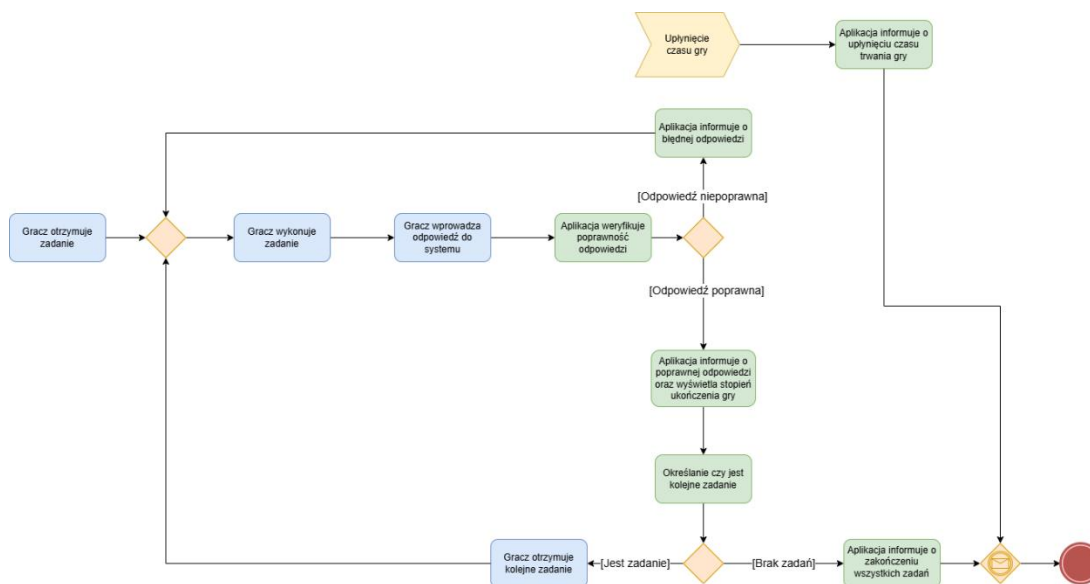 Upłynięcie
czasu gry
Aplikacja informuje o
upłynięciu czasu
trwania gry
Aplikacja informuje o
błędnej odpowiedzi
[Odpowiedź niepoprawna]
Gracz otrzymuje
zadanie
Gracz wykonuje
zadanie
Gracz wprowadza
odpowiedź do
systemu
Aplikacja weryfikuje
poprawność
odpowiedzi
[Odpowiedź poprawna]
Aplikacja informuje o
poprawnej odpowiedzi
oraz wyświetla stopień
ukończenia gry
Określanie czy jest
kolejne zadanie
Gracz otrzymuje
kolejne zadanie
[Jest zadanie]
[Brak zadań]
Aplikacja informuje o
zakończeniu
wszystkich zadań